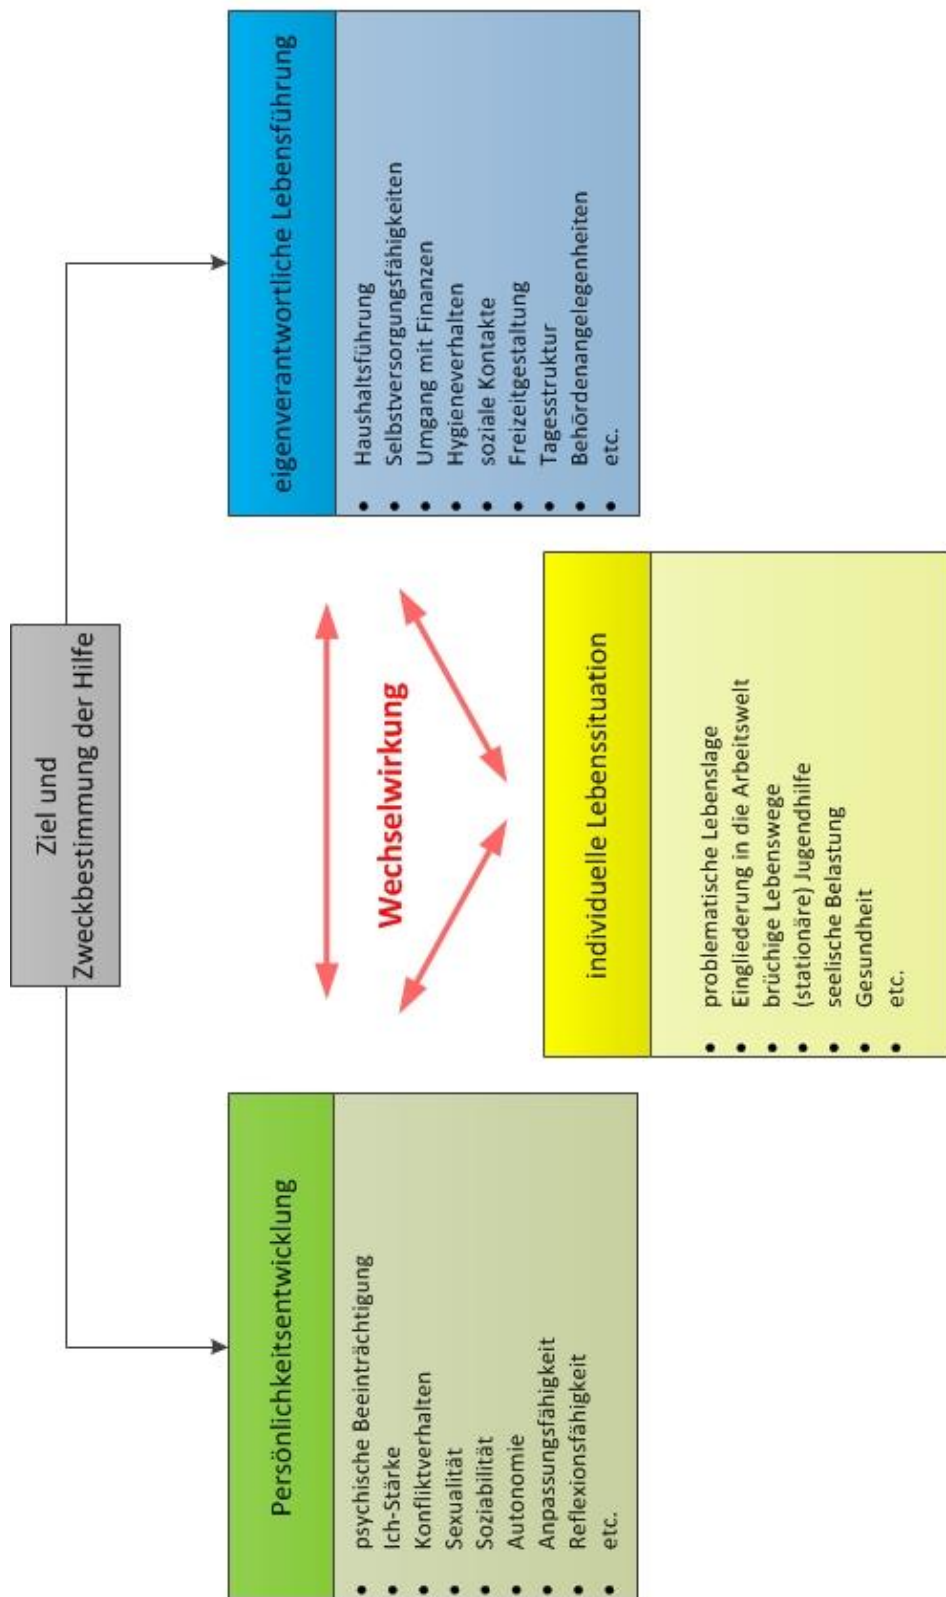 Ziel und
Zweckbestimmung der Hilfe
Persönlichkeitsentwicklung
• psychische Beeinträchtigung
• Ich-Stärke
• Konfliktverhalten
• Sexualität
• Soziabilität
• Autonomie
• Anpassungsfähigkeit
• Reflexionsfähigkeit
• etc.
Wechselwirkung
eigenverantwortliche Lebensführung
• Haushaltsführung
• Selbstversorgungsfähigkeiten
• Umgang mit Finanzen
• Hygieneverhalten
• soziale Kontakte
• Freizeitgestaltung
• Tagesstruktur
• Behördenangelegenheiten
• etc.
individuelle Lebenssituation
• problematische Lebenslage
• Eingliederung in die Arbeitswelt
• brüchige Lebenswege
• (stationäre) Jugendhilfe
• seelische Belastung
• Gesundheit
• etc.